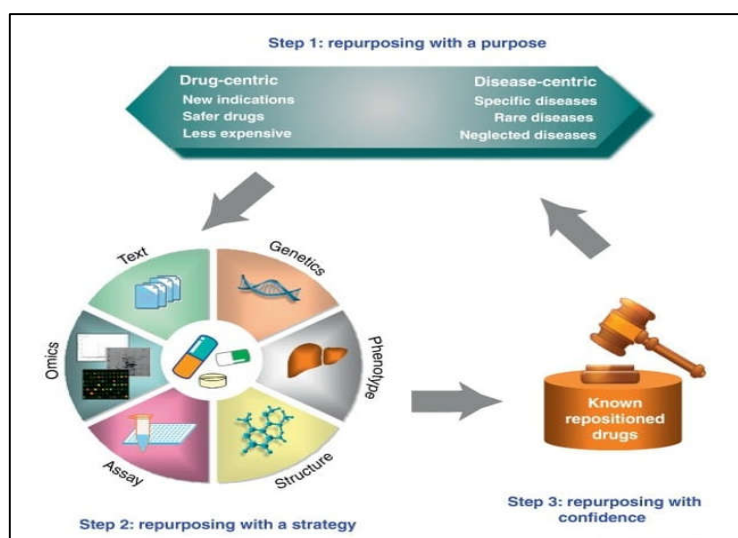 Step 1: repurposing with a purpose
Drug-centric
New indications
Safer drugs
Less expensive
Disease-centric
Specific diseases
Rare diseases
Neglected diseases
Text
Genetics
Omics
Phenotype
Assay
Structure
Known
repositioned
drugs
Step 2: repurposing with a strategy
Step 3: repurposing with
confidence